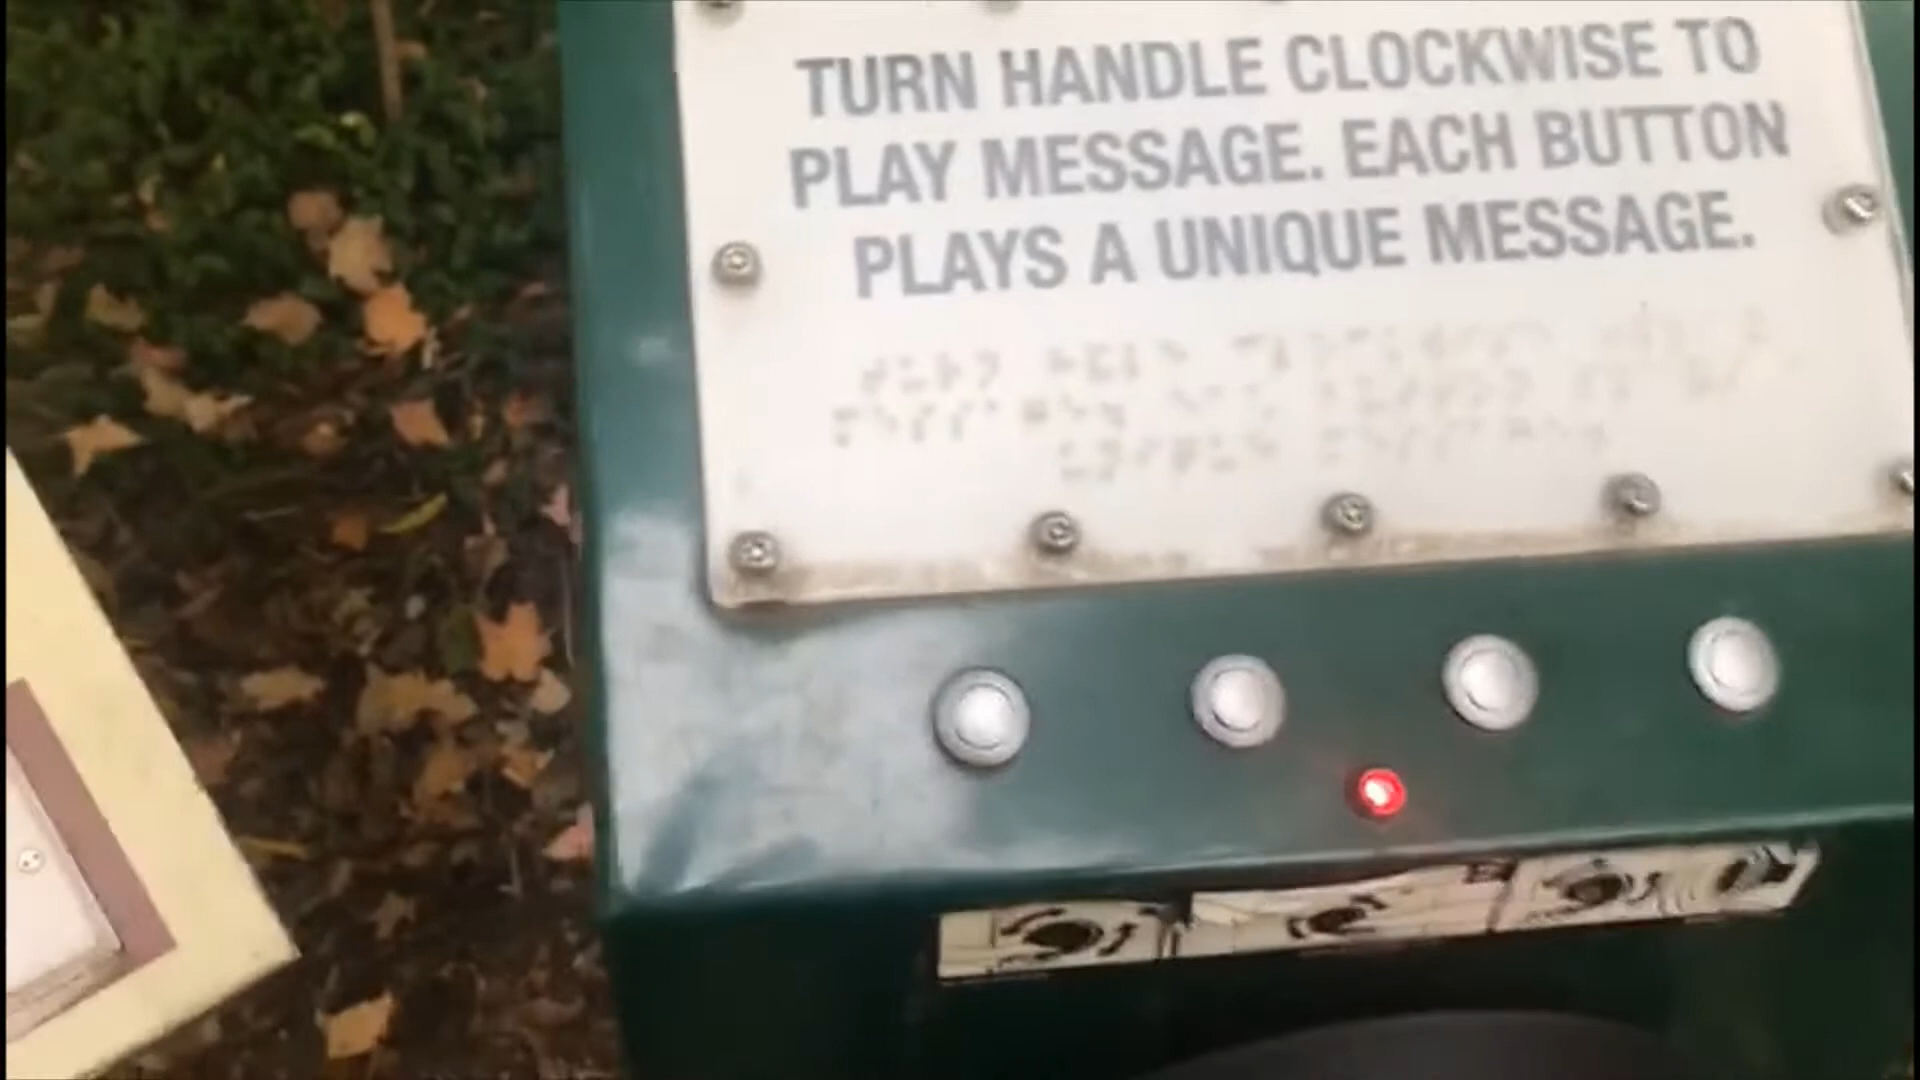 TURN HANDLE CLOCKWISE TO
PLAY MESSAGE. EACH BUTTON
PLAYS A UNIQUE MESSAGE.